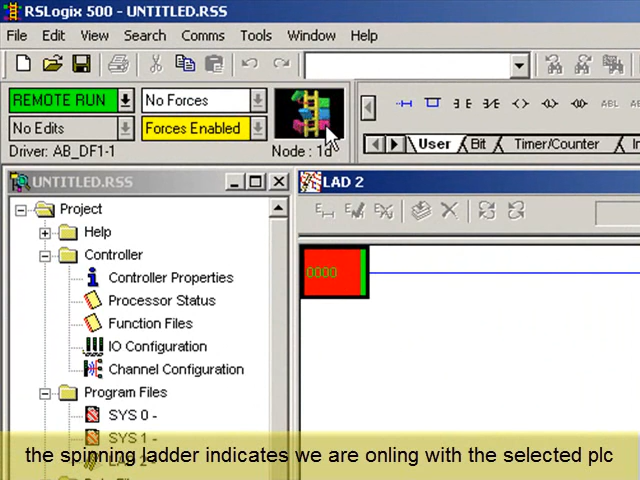 RSLogix 500 - UNTITLED.RSS
File Edit View Search Comms Tools Window Help
REMOTE RUN No Forces
No Edits Forces Enabled
ABL
Driver: AB_DF1-1 Node : 1d
User Bit Timer/Counter
UNTITLED.RSS
LAD 2
Project
Help
Controller
Controller Properties
Processor Status
Function Files
IO Configuration
Channel Configuration
Program Files
SYS 0 -
SYS 1 -
LAD 2 -
0000
the spinning ladder indicates we are onling with the selected plc